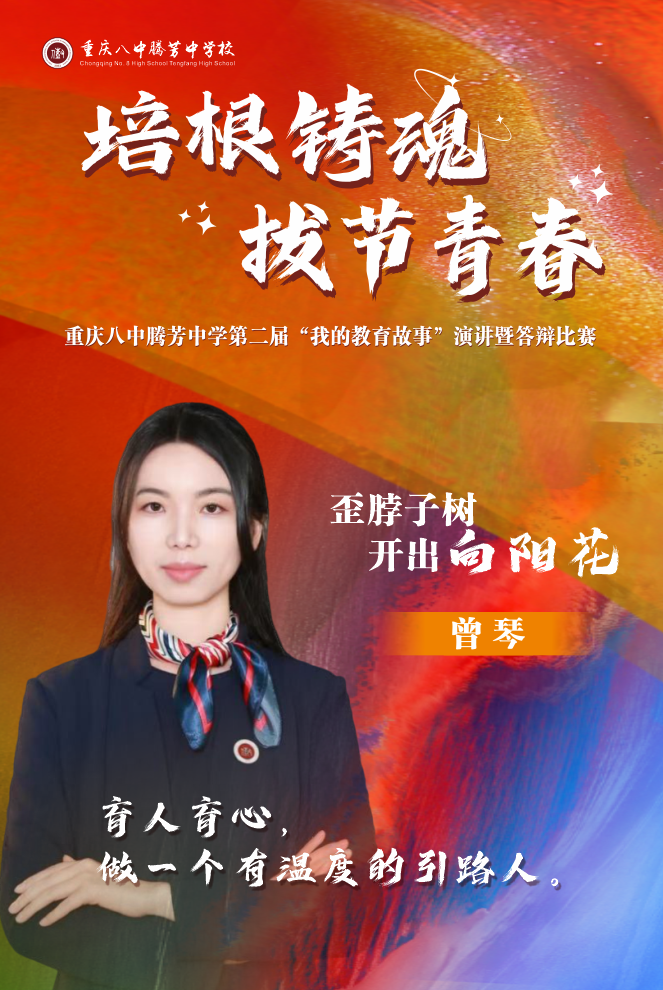 重庆八中腾芳中学校
Chongqing No. 8 High School Tengfang High School
培根铸魂
拔节青春
重庆八中腾芳中学第二届“我的教育故事”演讲暨答辩比赛
歪脖子树
开出向阳花
曾琴
育人育心，
做一个有温度的引路人。